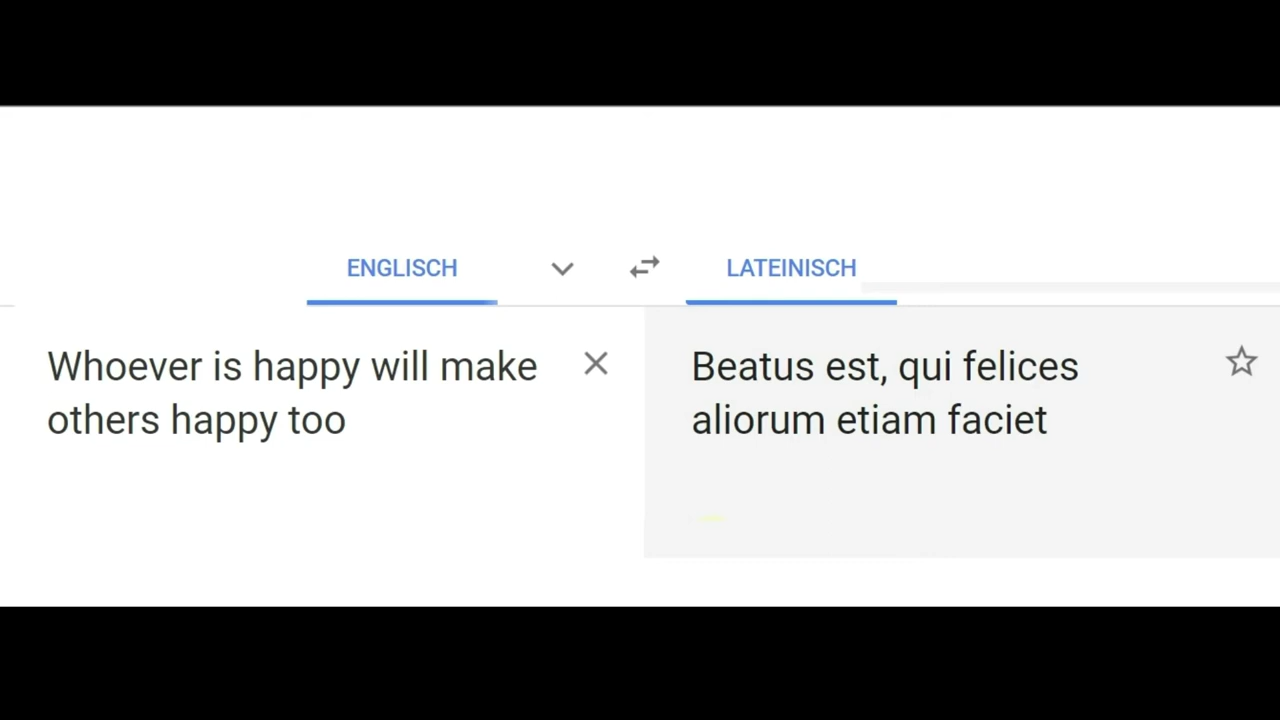 ENGLISCH LATEINISCH
Whoever is happy will make
others happy too
Beatus est, qui felices
aliorum etiam faciet